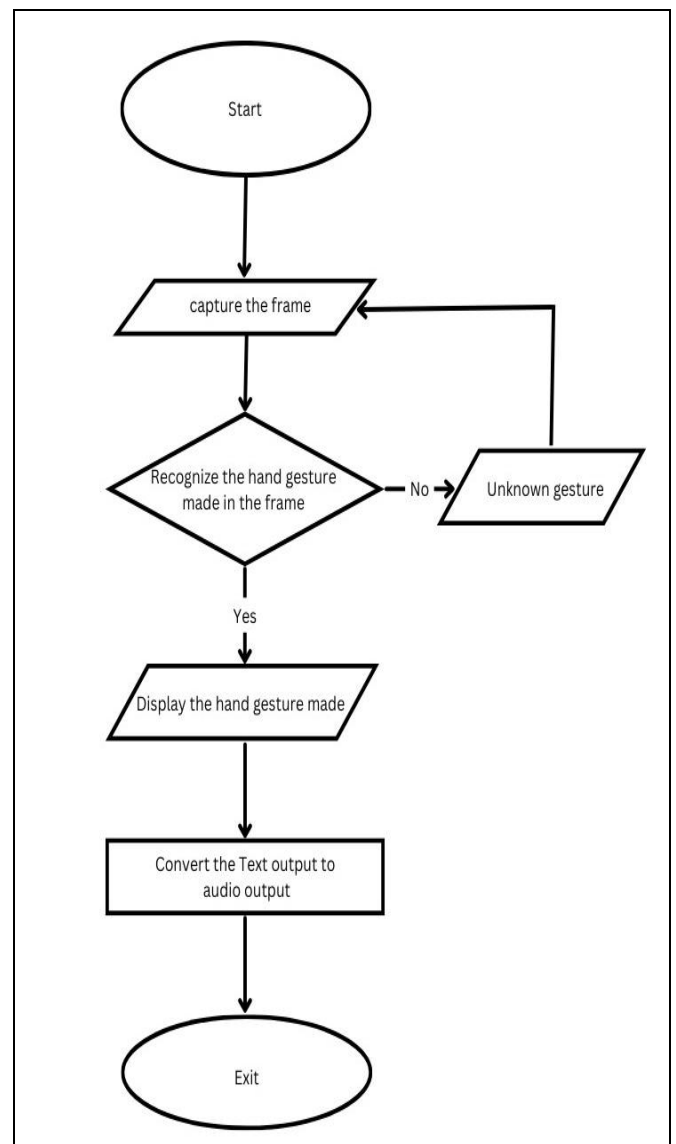 Start
capture the frame
Recognize the hand gesture
made in the frame
No
Unknown gesture
Yes
Display the hand gesture made
Convert the Text output to
audio output
Exit